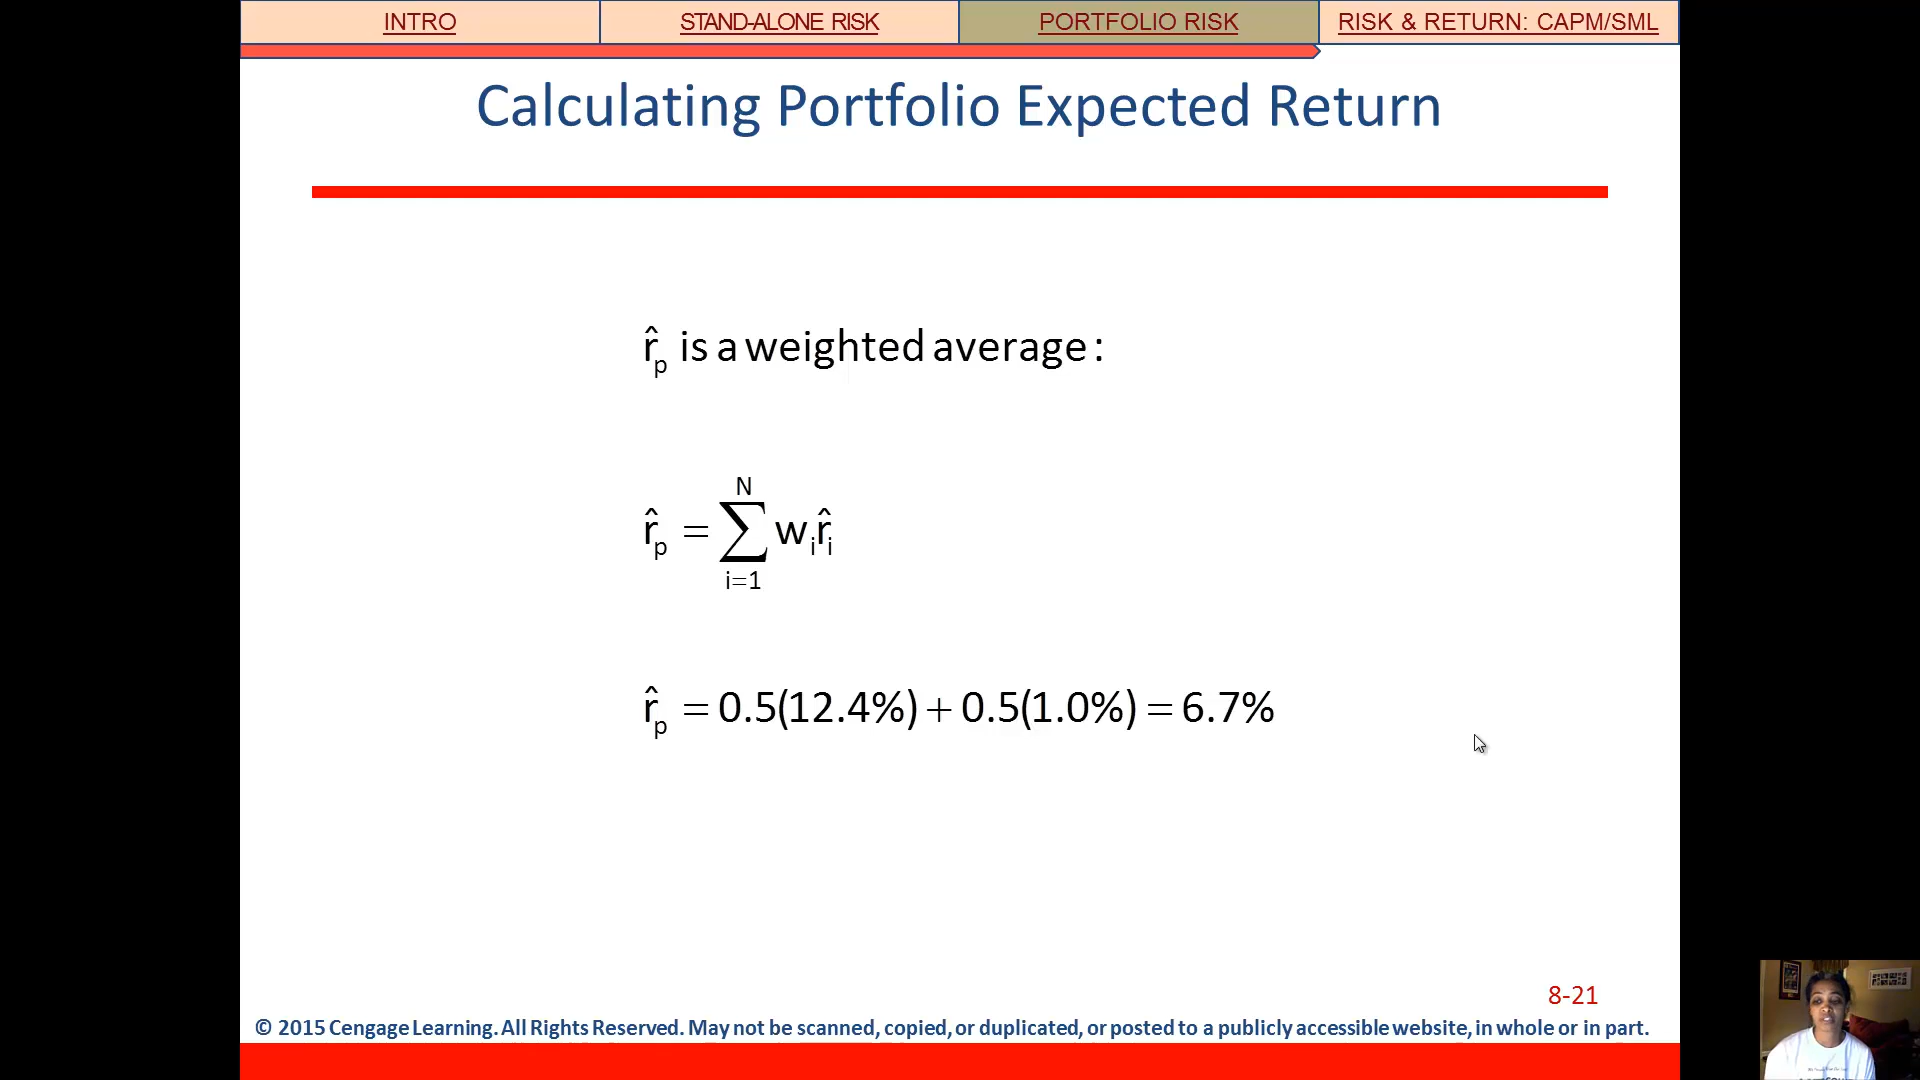 INTRO
STAND-ALONE RISK
PORTFOLIO RISK
RISK & RETURN: CAPM/SML
Calculating Portfolio Expected Return
r̂p is a weighted average :
N
r̂p = ∑ wi r̂i
i=1
r̂p = 0.5(12.4%) + 0.5(1.0%) = 6.7%
8-21
© 2015 Cengage Learning. All Rights Reserved. May not be scanned, copied, or duplicated, or posted to a publicly accessible website, in whole or in part.